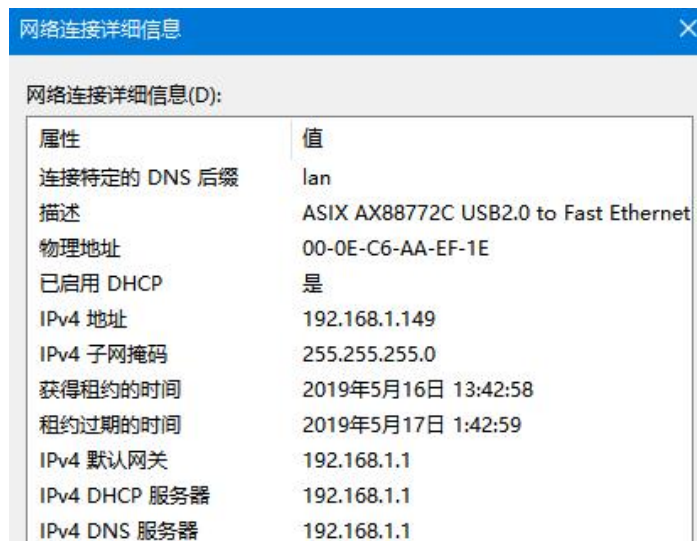 网络连接详细信息
网络连接详细信息(D):
属性 值
连接特定的 DNS 后缀 lan
描述 ASIX AX88772C USB2.0 to Fast Ethernet
物理地址 00-0E-C6-AA-EF-1E
已启用 DHCP 是
IPv4 地址 192.168.1.149
IPv4 子网掩码 255.255.255.0
获得租约的时间 2019年5月16日 13:42:58
租约过期的时间 2019年5月17日 1:42:59
IPv4 默认网关 192.168.1.1
IPv4 DHCP 服务器 192.168.1.1
IPv4 DNS 服务器 192.168.1.1